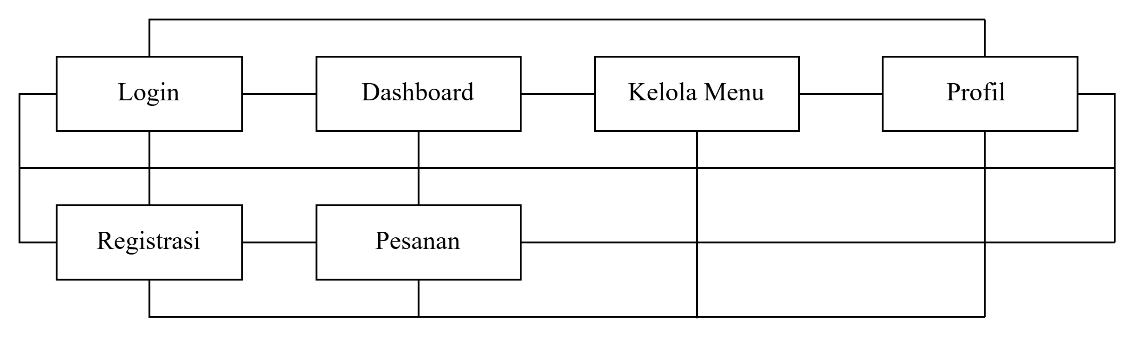 Login
Dashboard
Kelola Menu
Profil
Registrasi
Pesanan